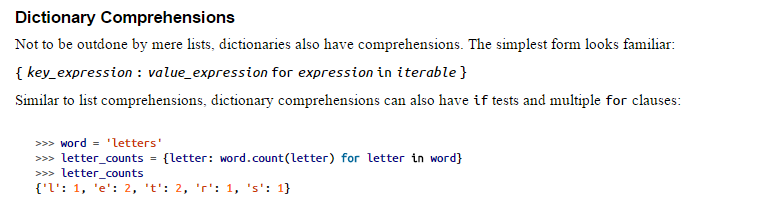 Dictionary Comprehensions
Not to be outdone by mere lists, dictionaries also have comprehensions. The simplest form looks familiar:
{ key_expression : value_expression for expression in iterable }
Similar to list comprehensions, dictionary comprehensions can also have if tests and multiple for clauses:
>>> word = 'letters'
>>> letter_counts = {letter: word.count(letter) for letter in word}
>>> letter_counts
{'l': 1, 'e': 2, 't': 2, 'r': 1, 's': 1}